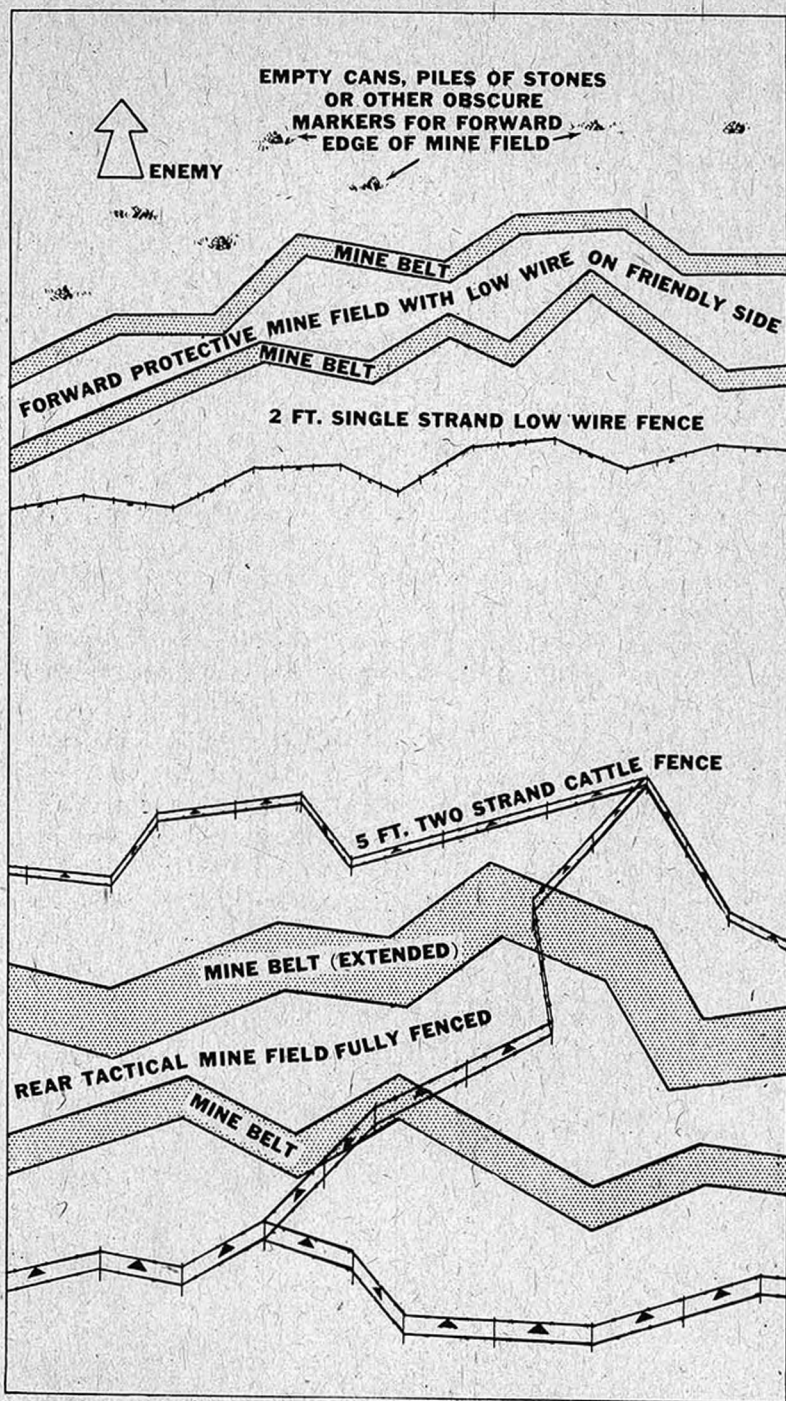 EMPTY CANS, PILES OF STONES
OR OTHER OBSCURE
MARKERS FOR FORWARD
EDGE OF MINE FIELD
ENEMY
MINE BELT
FORWARD PROTECTIVE MINE FIELD WITH LOW WIRE ON FRIENDLY SIDE
MINE BELT
2 FT. SINGLE STRAND LOW WIRE FENCE
5 FT. TWO STRAND CATTLE FENCE
MINE BELT (EXTENDED)
REAR TACTICAL MINE FIELD FULLY FENCED
MINE BELT